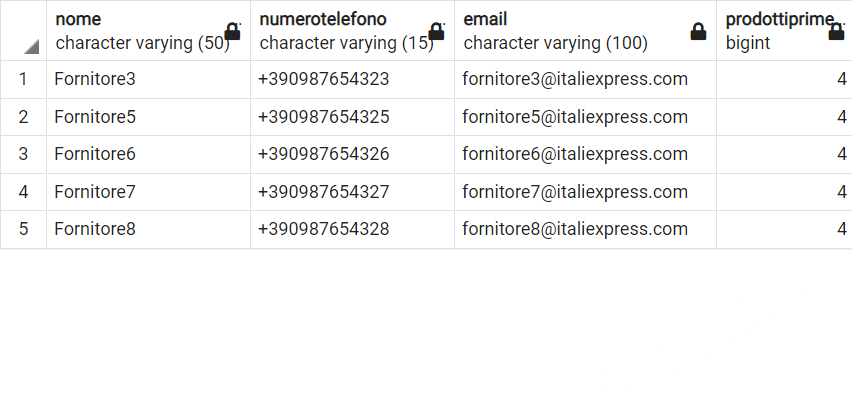 nome numerotelefono email prodottiprime...
character varying (50) character varying (15) character varying (100) bigint
1 Fornitore3 +390987654323 fornitore3@italiexpress.com 4
2 Fornitore5 +390987654325 fornitore5@italiexpress.com 4
3 Fornitore6 +390987654326 fornitore6@italiexpress.com 4
4 Fornitore7 +390987654327 fornitore7@italiexpress.com 4
5 Fornitore8 +390987654328 fornitore8@italiexpress.com 4